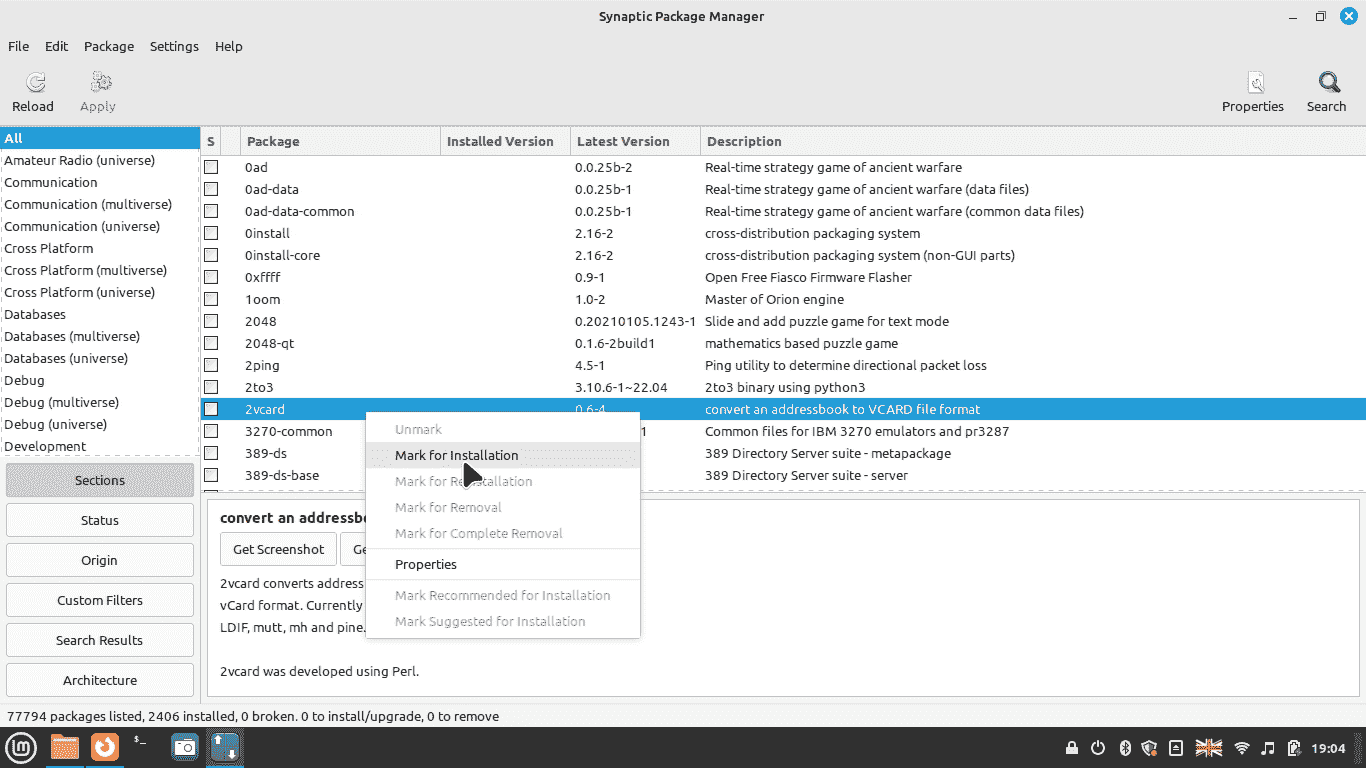 Synaptic Package Manager
File Edit Package Settings Help
Reload Apply Properties Search
All
Amateur Radio (universe)
Communication
Communication (multiverse)
Communication (universe)
Cross Platform
Cross Platform (multiverse)
Cross Platform (universe)
Databases
Databases (multiverse)
Databases (universe)
Debug
Debug (multiverse)
Debug (universe)
Development
Sections
Status
Origin
Custom Filters
Search Results
Architecture
S Package Installed Version Latest Version Description
0ad 0.0.25b-2 Real-time strategy game of ancient warfare
0ad-data 0.0.25b-1 Real-time strategy game of ancient warfare (data files)
0ad-data-common 0.0.25b-1 Real-time strategy game of ancient warfare (common data files)
0install 2.16-2 cross-distribution packaging system
0install-core 2.16-2 cross-distribution packaging system (non-GUI parts)
0xffff 0.9-1 Open Free Fiasco Firmware Flasher
1oom 1.0-2 Master of Orion engine
2048 0.20210105.1243-1 Slide and add puzzle game for text mode
2048-qt 0.1.6-2build1 mathematics based puzzle game
2ping 4.5-1 Ping utility to determine directional packet loss
2to3 3.10.6-1~22.04 2to3 binary using python3
2vcard 0.6-4 convert an addressbook to VCARD file format
3270-common 1 Common files for IBM 3270 emulators and pr3287
389-ds 389 Directory Server suite - metapackage
389-ds-base 389 Directory Server suite - server
Unmark
Mark for Installation
Mark for Reinstallation
Mark for Removal
Mark for Complete Removal
Properties
Mark Recommended for Installation
Mark Suggested for Installation
convert an addressbo
Get Screenshot Ge
2vcard converts address
vCard format. Currently
LDIF, mutt, mh and pine.
2vcard was developed using Perl.
77794 packages listed, 2406 installed, 0 broken. 0 to install/upgrade, 0 to remove
19:04